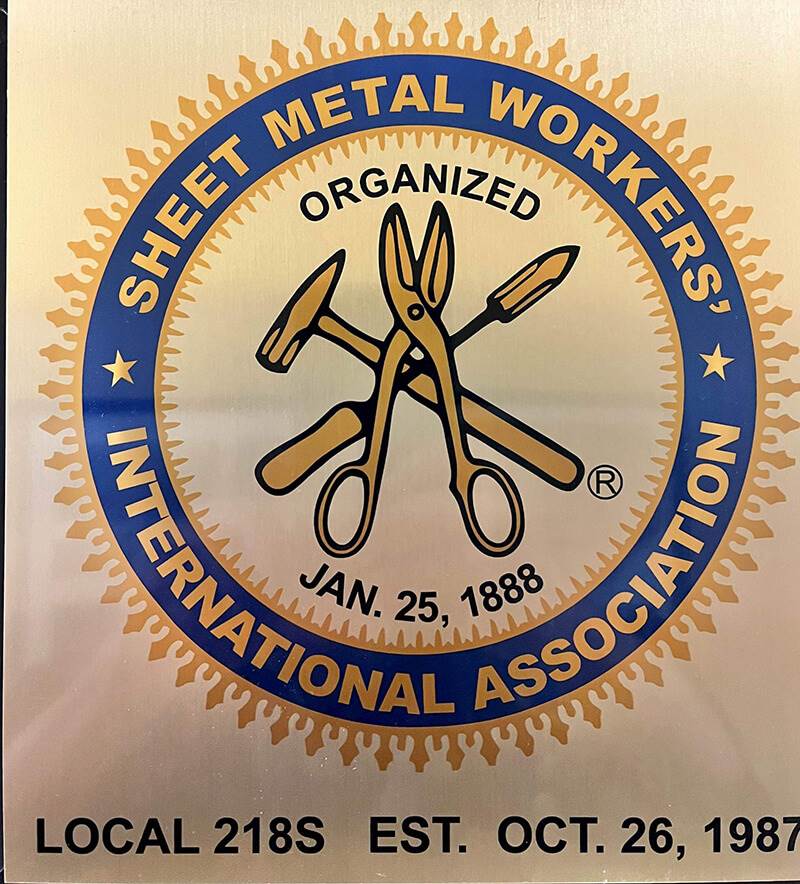 SHEET METAL WORKERS'
ORGANIZED
®
JAN. 25, 1888
INTERNATIONAL ASSOCIATION
LOCAL 218S EST. OCT. 26, 1987